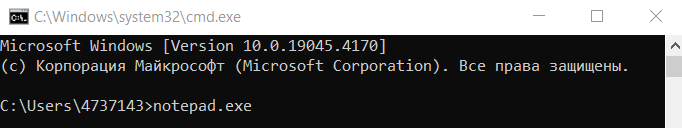 C:\Windows\system32\cmd.exe
Microsoft Windows [Version 10.0.19045.4170]
(c) Корпорация Майкрософт (Microsoft Corporation). Все права защищены.
C:\Users\4737143>notepad.exe